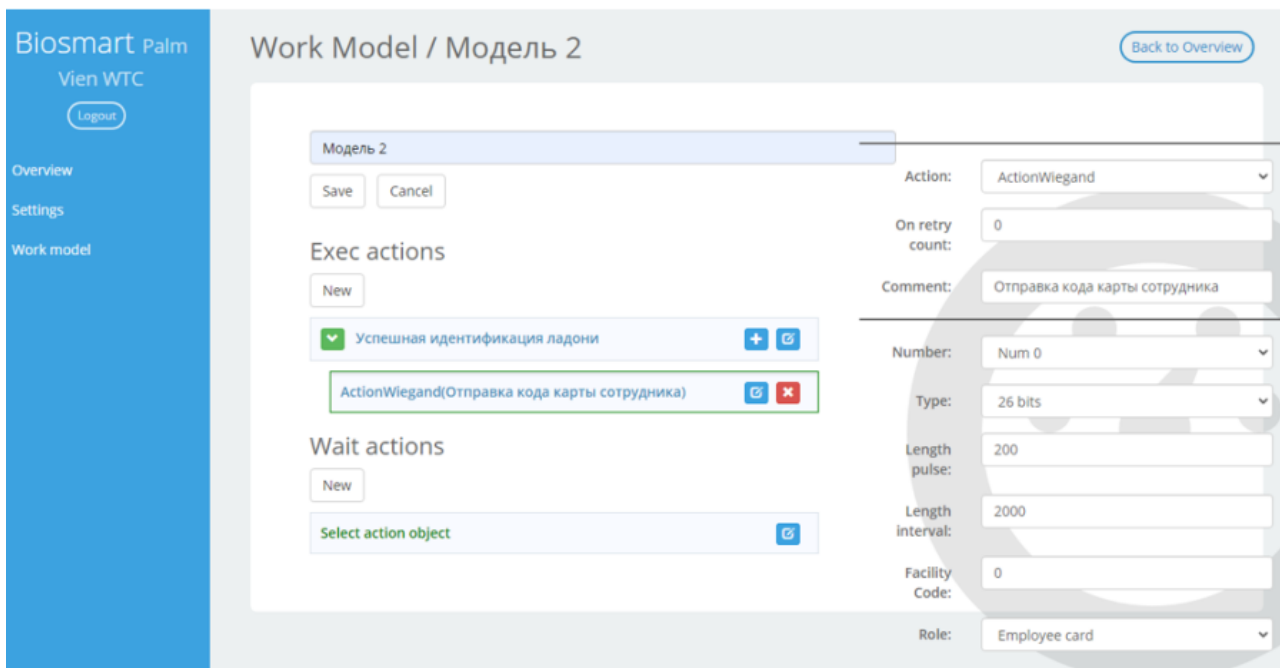 Biosmart Palm
Vien WTC
Logout
Overview
Settings
Work model
Work Model / Модель 2
Back to Overview
Модель 2
Save Cancel
Exec actions
New
Успешная идентификация ладони
ActionWiegand(Отправка кода карты сотрудника)
Wait actions
New
Select action object
Action: ActionWiegand
On retry count: 0
Comment: Отправка кода карты сотрудника
Number: Num 0
Type: 26 bits
Length pulse: 200
Length interval: 2000
Facility Code: 0
Role: Employee card